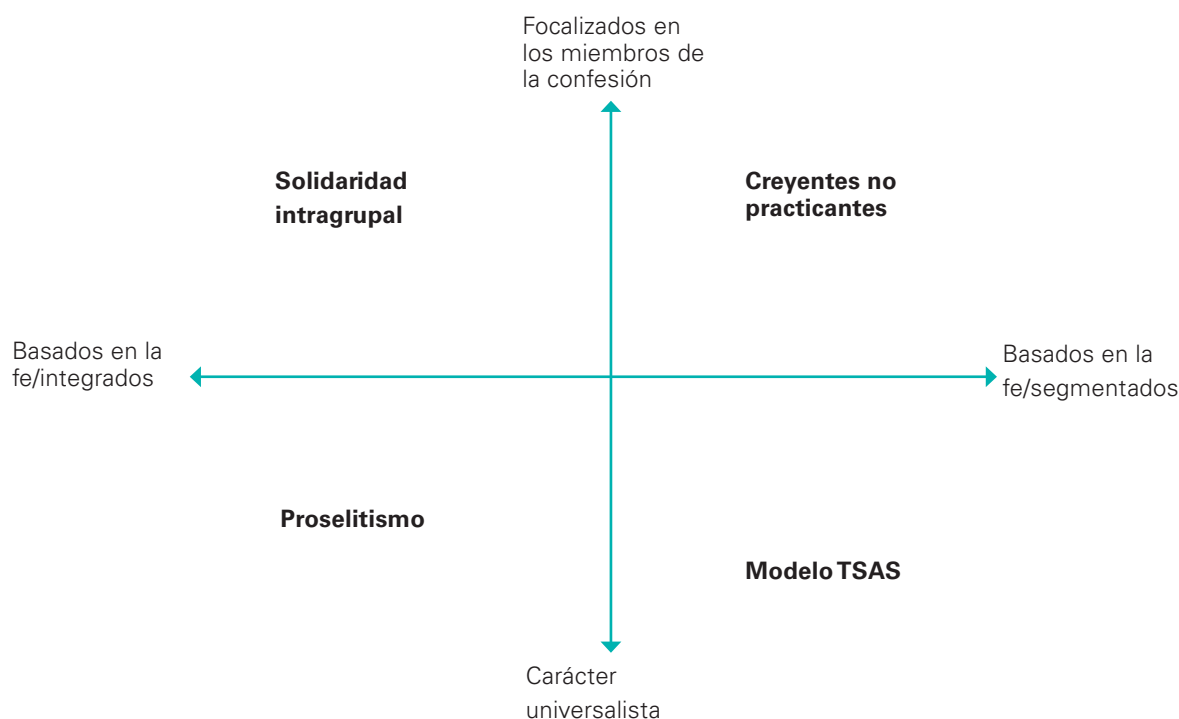 Focalizados en
los miembros de
la confesión
Solidaridad
intragrupal
Creyentes no
practicantes
Basados en la
fe/integrados
Basados en la
fe/segmentados
Proselitismo
Modelo TSAS
Carácter
universalista